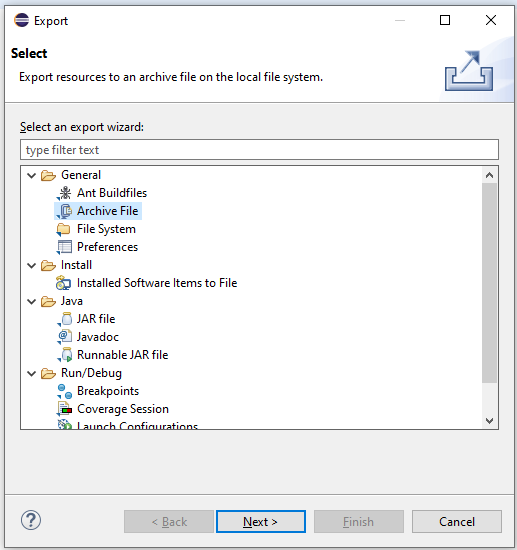 Export
Select
Export resources to an archive file on the local file system.
Select an export wizard:
type filter text
General
Ant Buildfiles
Archive File
File System
Preferences
Install
Installed Software Items to File
Java
JAR file
Javadoc
Runnable JAR file
Run/Debug
Breakpoints
Coverage Session
Launch Configurations
?
< Back
Next >
Finish
Cancel